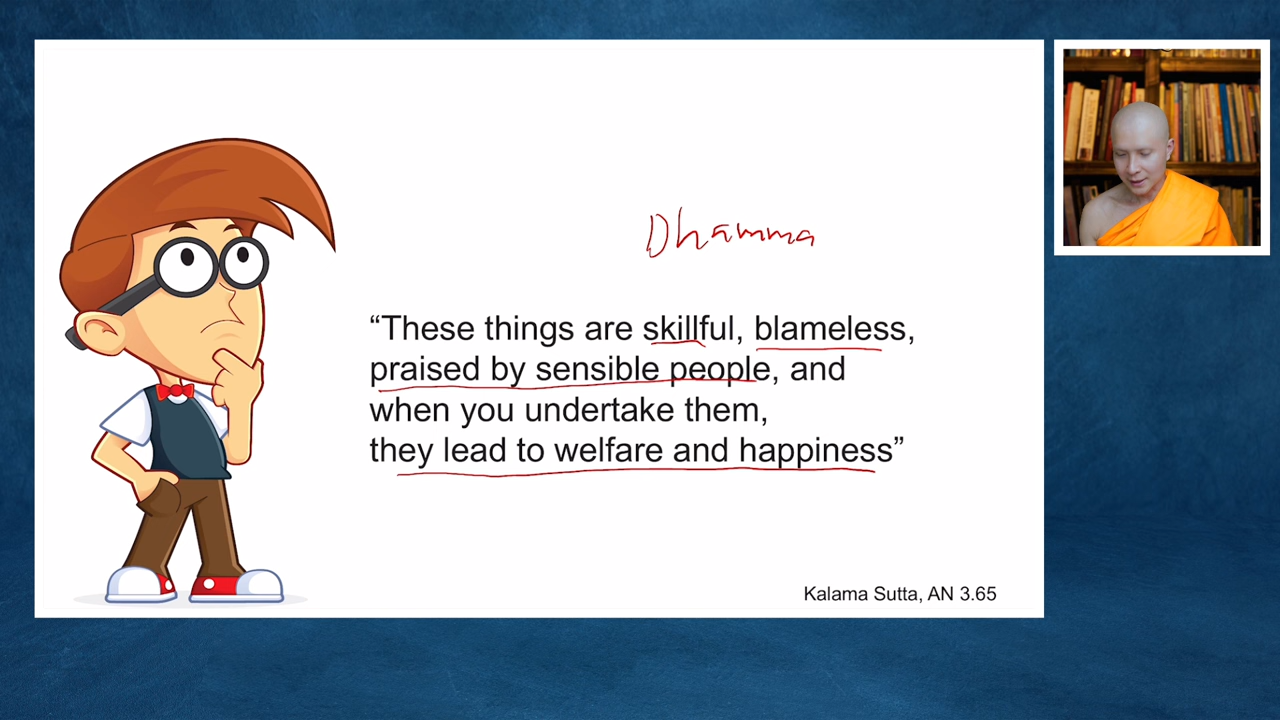 Dhamma
“These things are skillful, blameless,
praised by sensible people, and
when you undertake them,
they lead to welfare and happiness”
Kalama Sutta, AN 3.65